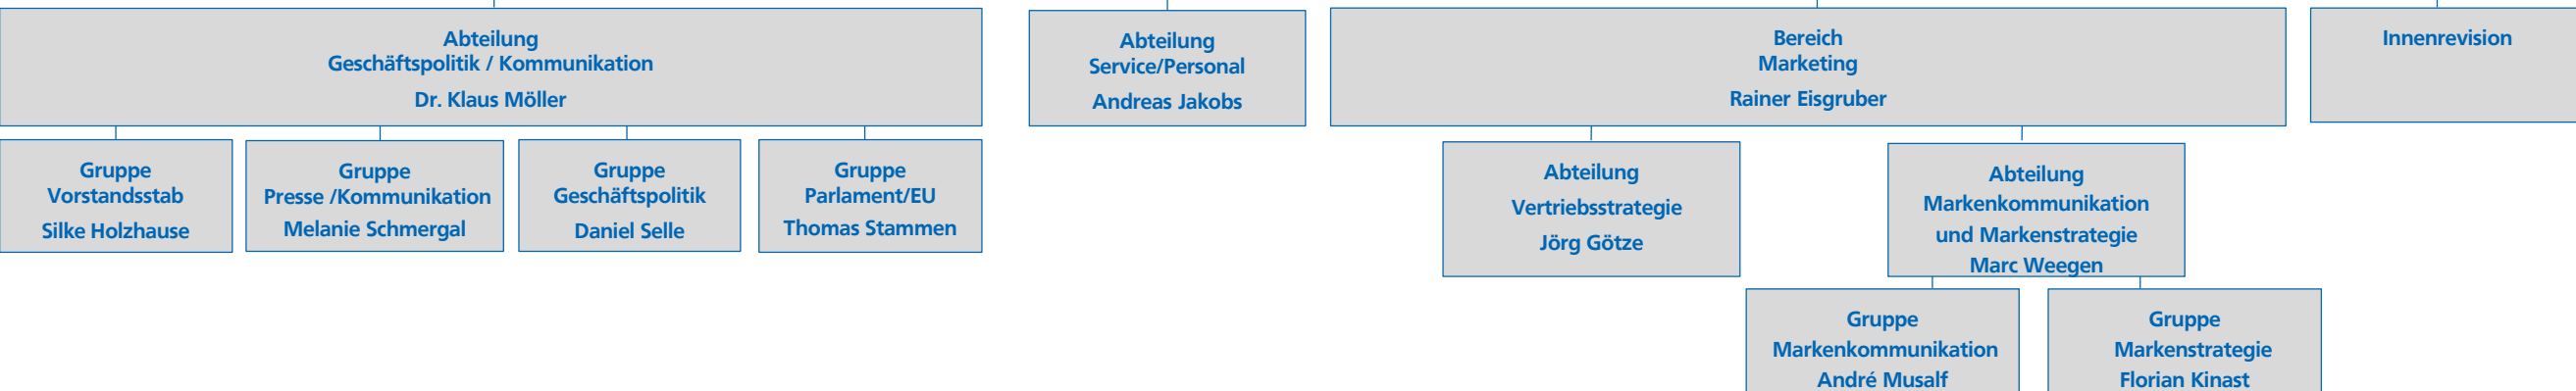 Abteilung
Geschäftspolitik / Kommunikation
Dr. Klaus Möller
Abteilung
Service/Personal
Andreas Jakobs
Bereich
Marketing
Rainer Eisgruber
Innenrevision
Gruppe
Vorstandsstab
Silke Holzhause
Gruppe
Presse /Kommunikation
Melanie Schmergal
Gruppe
Geschäftspolitik
Daniel Selle
Gruppe
Parlament/EU
Thomas Stammen
Abteilung
Vertriebsstrategie
Jörg Götze
Abteilung
Markenkommunikation
und Markenstrategie
Marc Weegen
Gruppe
Markenkommunikation
André Musalf
Gruppe
Markenstrategie
Florian Kinast